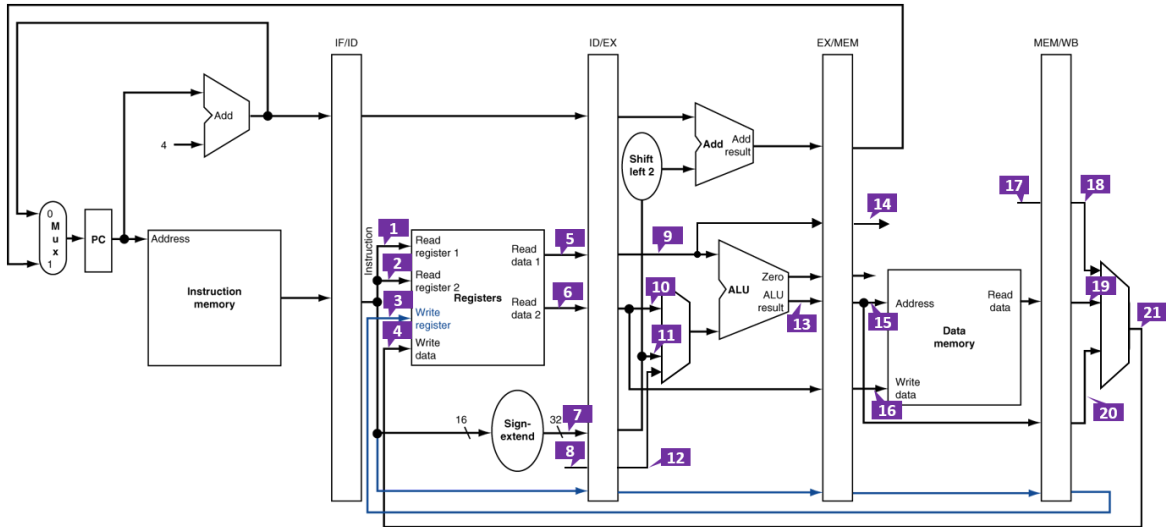 IF/ID
ID/EX
EX/MEM
MEM/WB
Add
4
Add
Add
result
Shift
left 2
0
M
u
x
1
PC
Address
Instruction
memory
Instruction
Read
register 1
Read
register 2
Write
register
Write
data
Registers
Read
data 1
Read
data 2
16
Sign-
extend
32
Zero
ALU
ALU
result
Address
Read
data
Data
memory
Write
data
1
2
3
4
5
6
7
8
9
10
11
12
13
14
15
16
17
18
19
20
21